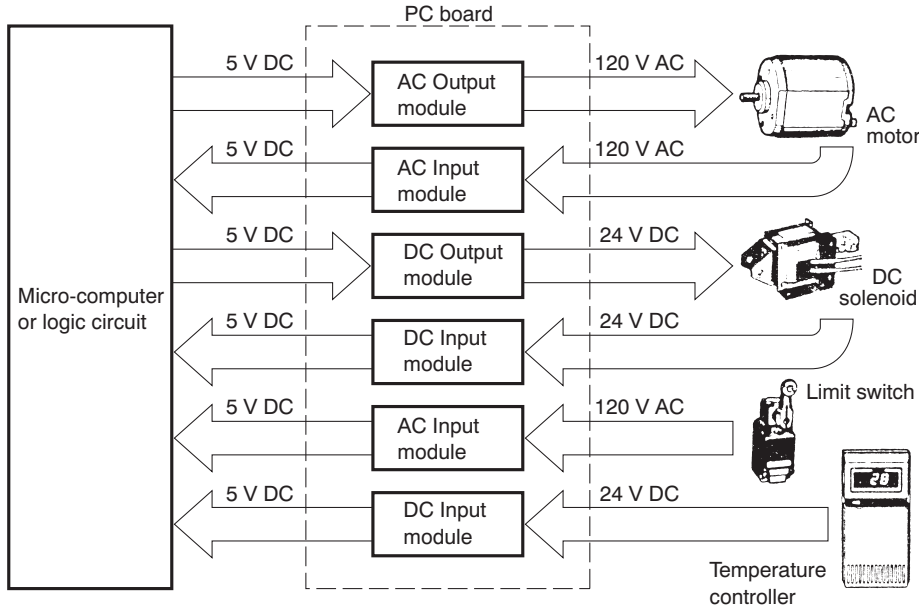 PC board
5 V DC
AC Output
module
120 V AC
AC
motor
5 V DC
AC Input
module
120 V AC
5 V DC
DC Output
module
24 V DC
DC
solenoid
Micro-computer
or logic circuit
5 V DC
DC Input
module
24 V DC
5 V DC
AC Input
module
120 V AC
Limit switch
5 V DC
DC Input
module
24 V DC
28
Temperature
controller